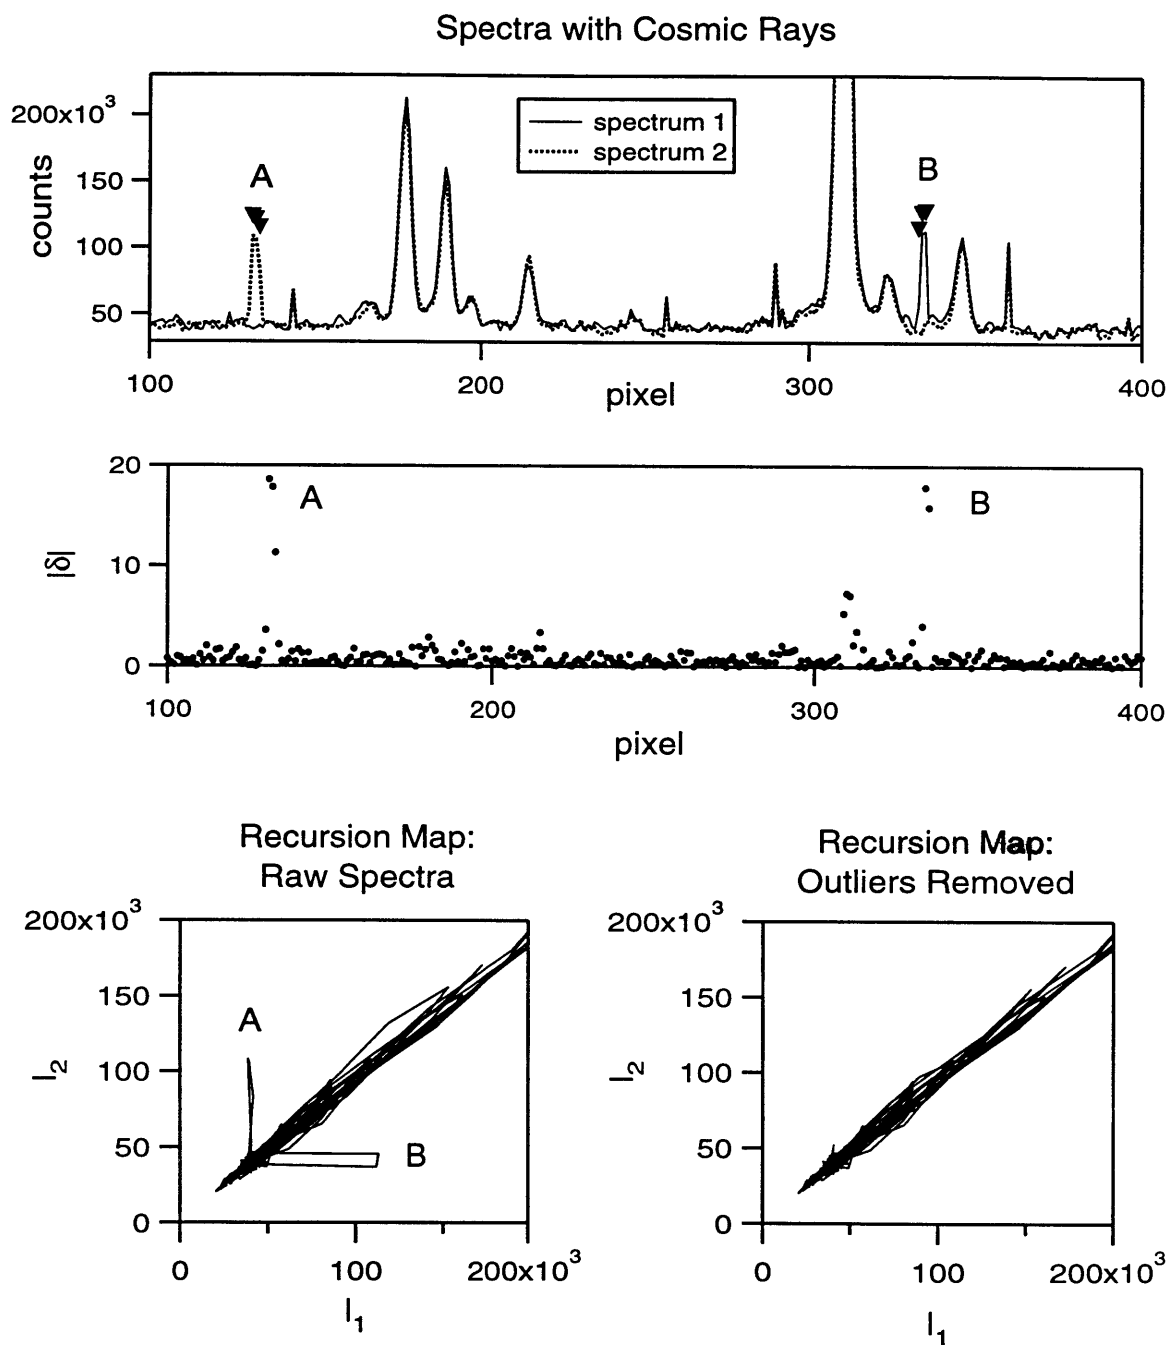 Spectra with Cosmic Rays
200x10³
150
100
50
counts
A
B
spectrum 1
spectrum 2
100
200
300
400
pixel
20
10
0
|δ|
A
B
100
200
300
400
pixel
Recursion Map:
Raw Spectra
200x10³
150
100
50
0
I₂
A
B
0
100
200x10³
I₁
Recursion Map:
Outliers Removed
200x10³
150
100
50
0
I₂
0
100
200x10³
I₁